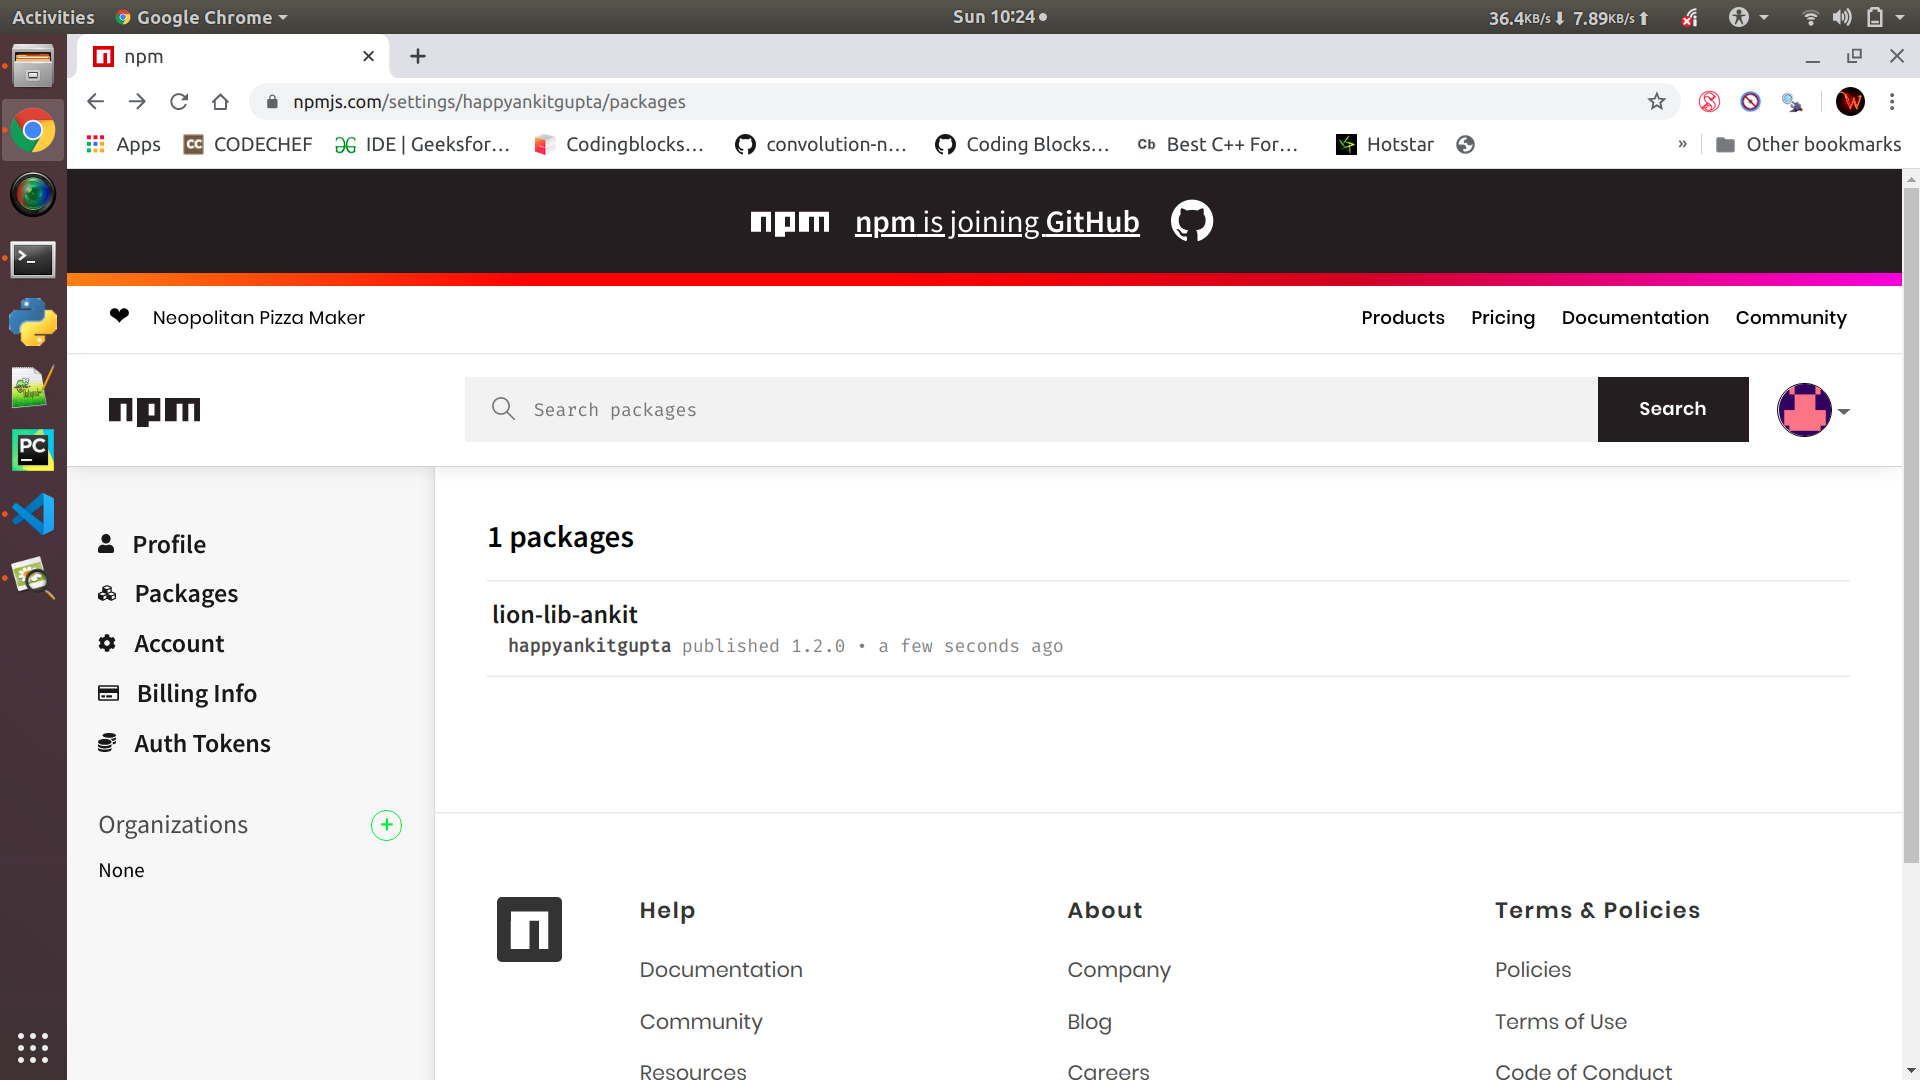 Activities Google Chrome Sun 10:24 36.4KB/s 7.89KB/s
npm
npmjs.com/settings/happyankitgupta/packages
Apps CC CODECHEF IDE | Geeksfor... Codingblocks... convolution-n... Coding Blocks... Cb Best C++ For... Hotstar » Other bookmarks
npm npm is joining GitHub
❤ Neopolitan Pizza Maker Products Pricing Documentation Community
npm Search packages Search
Profile
Packages
Account
Billing Info
Auth Tokens
Organizations +
None
1 packages
lion-lib-ankit
happyankitgupta published 1.2.0 • a few seconds ago
Help
Documentation
Community
Resources
About
Company
Blog
Careers
Terms & Policies
Policies
Terms of Use
Code of Conduct
PC